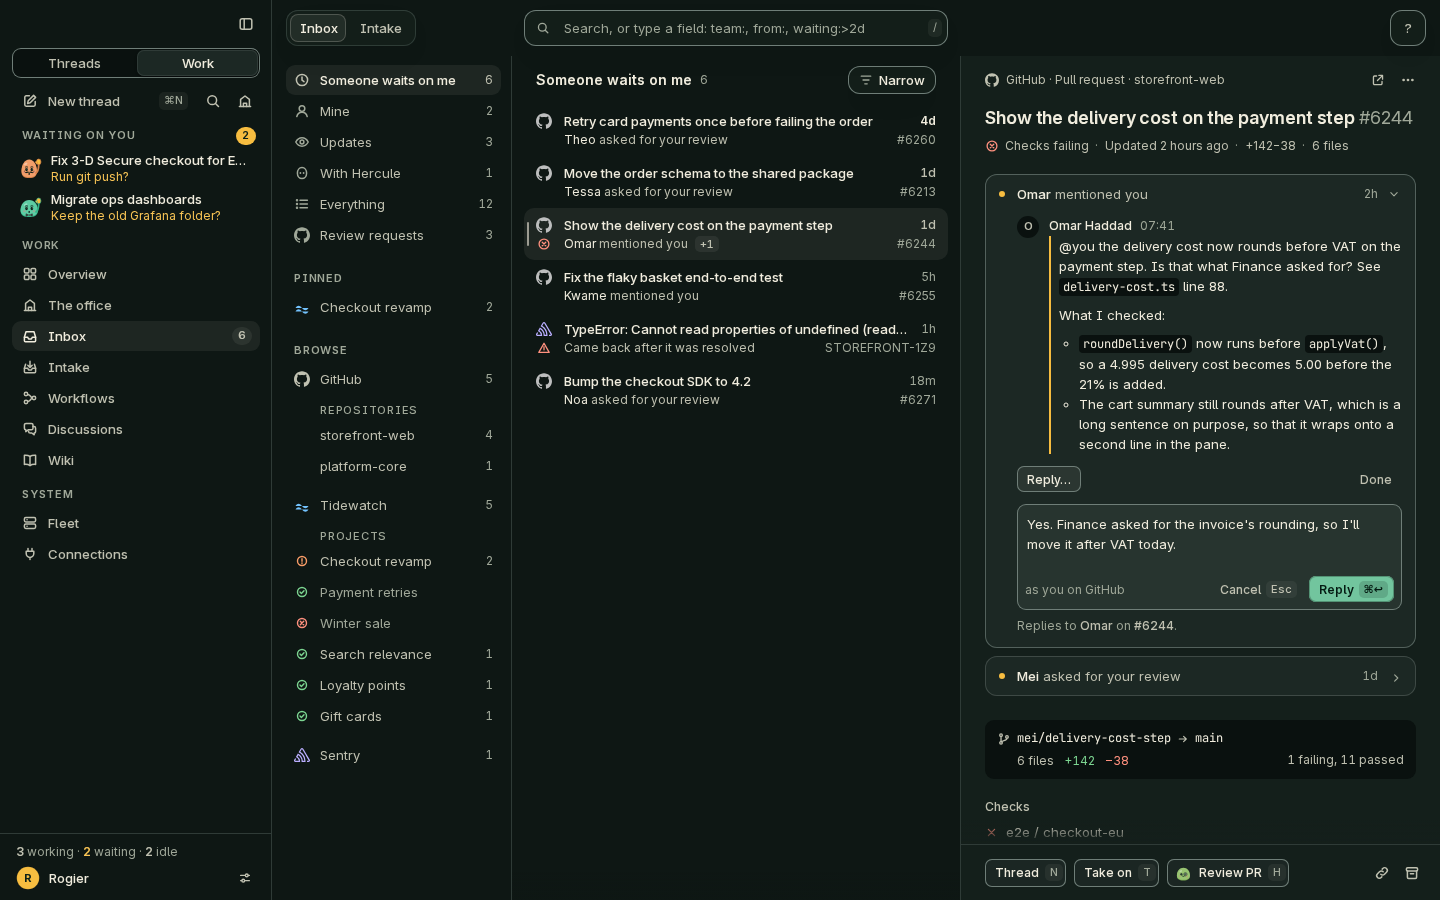 Threads
Work
New thread
⌘N
WAITING ON YOU
2
Fix 3-D Secure checkout for E…
Run git push?
Migrate ops dashboards
Keep the old Grafana folder?
WORK
Overview
The office
Inbox
6
Intake
Workflows
Discussions
Wiki
SYSTEM
Fleet
Connections
3 working · 2 waiting · 2 idle
R
Rogier
Inbox
Intake
Someone waits on me
6
Mine
2
Updates
3
With Hercule
1
Everything
12
Review requests
3
PINNED
Checkout revamp
2
BROWSE
GitHub
5
REPOSITORIES
storefront-web
4
platform-core
1
Tidewatch
5
PROJECTS
Checkout revamp
2
Payment retries
Winter sale
Search relevance
1
Loyalty points
1
Gift cards
1
Sentry
1
Search, or type a field: team:, from:, waiting:>2d
/
?
Someone waits on me 6
Narrow
Retry card payments once before failing the order
4d
Theo asked for your review
#6260
Move the order schema to the shared package
1d
Tessa asked for your review
#6213
Show the delivery cost on the payment step
1d
Omar mentioned you +1
#6244
Fix the flaky basket end-to-end test
5h
Kwame mentioned you
#6255
TypeError: Cannot read properties of undefined (read…
1h
Came back after it was resolved
STOREFRONT-1Z9
Bump the checkout SDK to 4.2
18m
Noa asked for your review
#6271
GitHub · Pull request · storefront-web
Show the delivery cost on the payment step #6244
Checks failing · Updated 2 hours ago · +142−38 · 6 files
Omar mentioned you
2h
O
Omar Haddad 07:41
@you the delivery cost now rounds before VAT on the
payment step. Is that what Finance asked for? See
delivery-cost.ts line 88.
What I checked:
roundDelivery() now runs before applyVat(),
so a 4.995 delivery cost becomes 5.00 before the
21% is added.
The cart summary still rounds after VAT, which is a
long sentence on purpose, so that it wraps onto a
second line in the pane.
Reply…
Done
Yes. Finance asked for the invoice's rounding, so I'll
move it after VAT today.
as you on GitHub
Cancel Esc
Reply ⌘↩
Replies to Omar on #6244.
Mei asked for your review
1d
mei/delivery-cost-step → main
6 files +142 −38
1 failing, 11 passed
Checks
e2e / checkout-eu
Thread N
Take on T
Review PR H